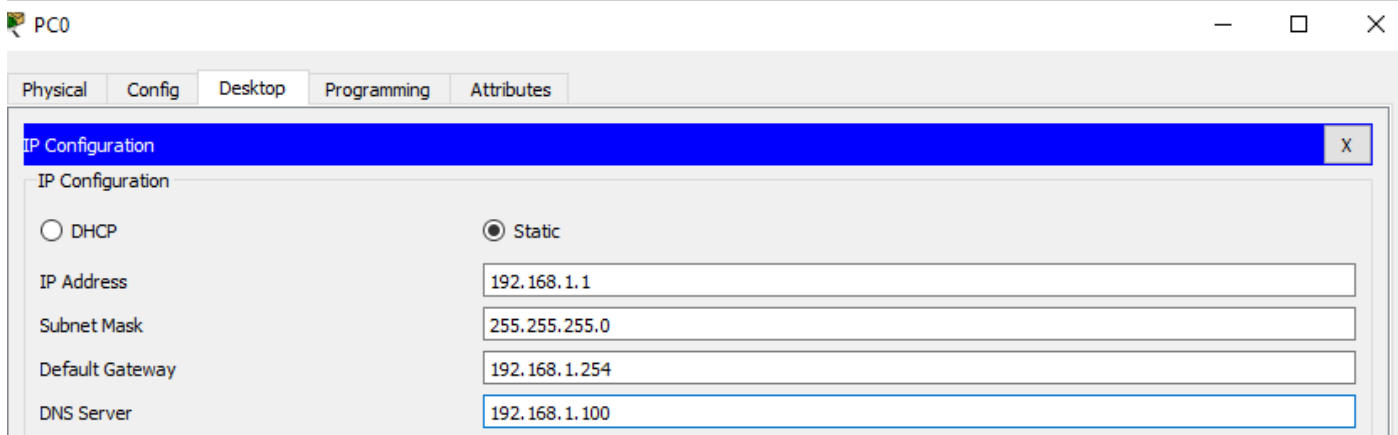 PC0
Physical Config Desktop Programming Attributes
IP Configuration X
IP Configuration
DHCP Static
IP Address 192.168.1.1
Subnet Mask 255.255.255.0
Default Gateway 192.168.1.254
DNS Server 192.168.1.100